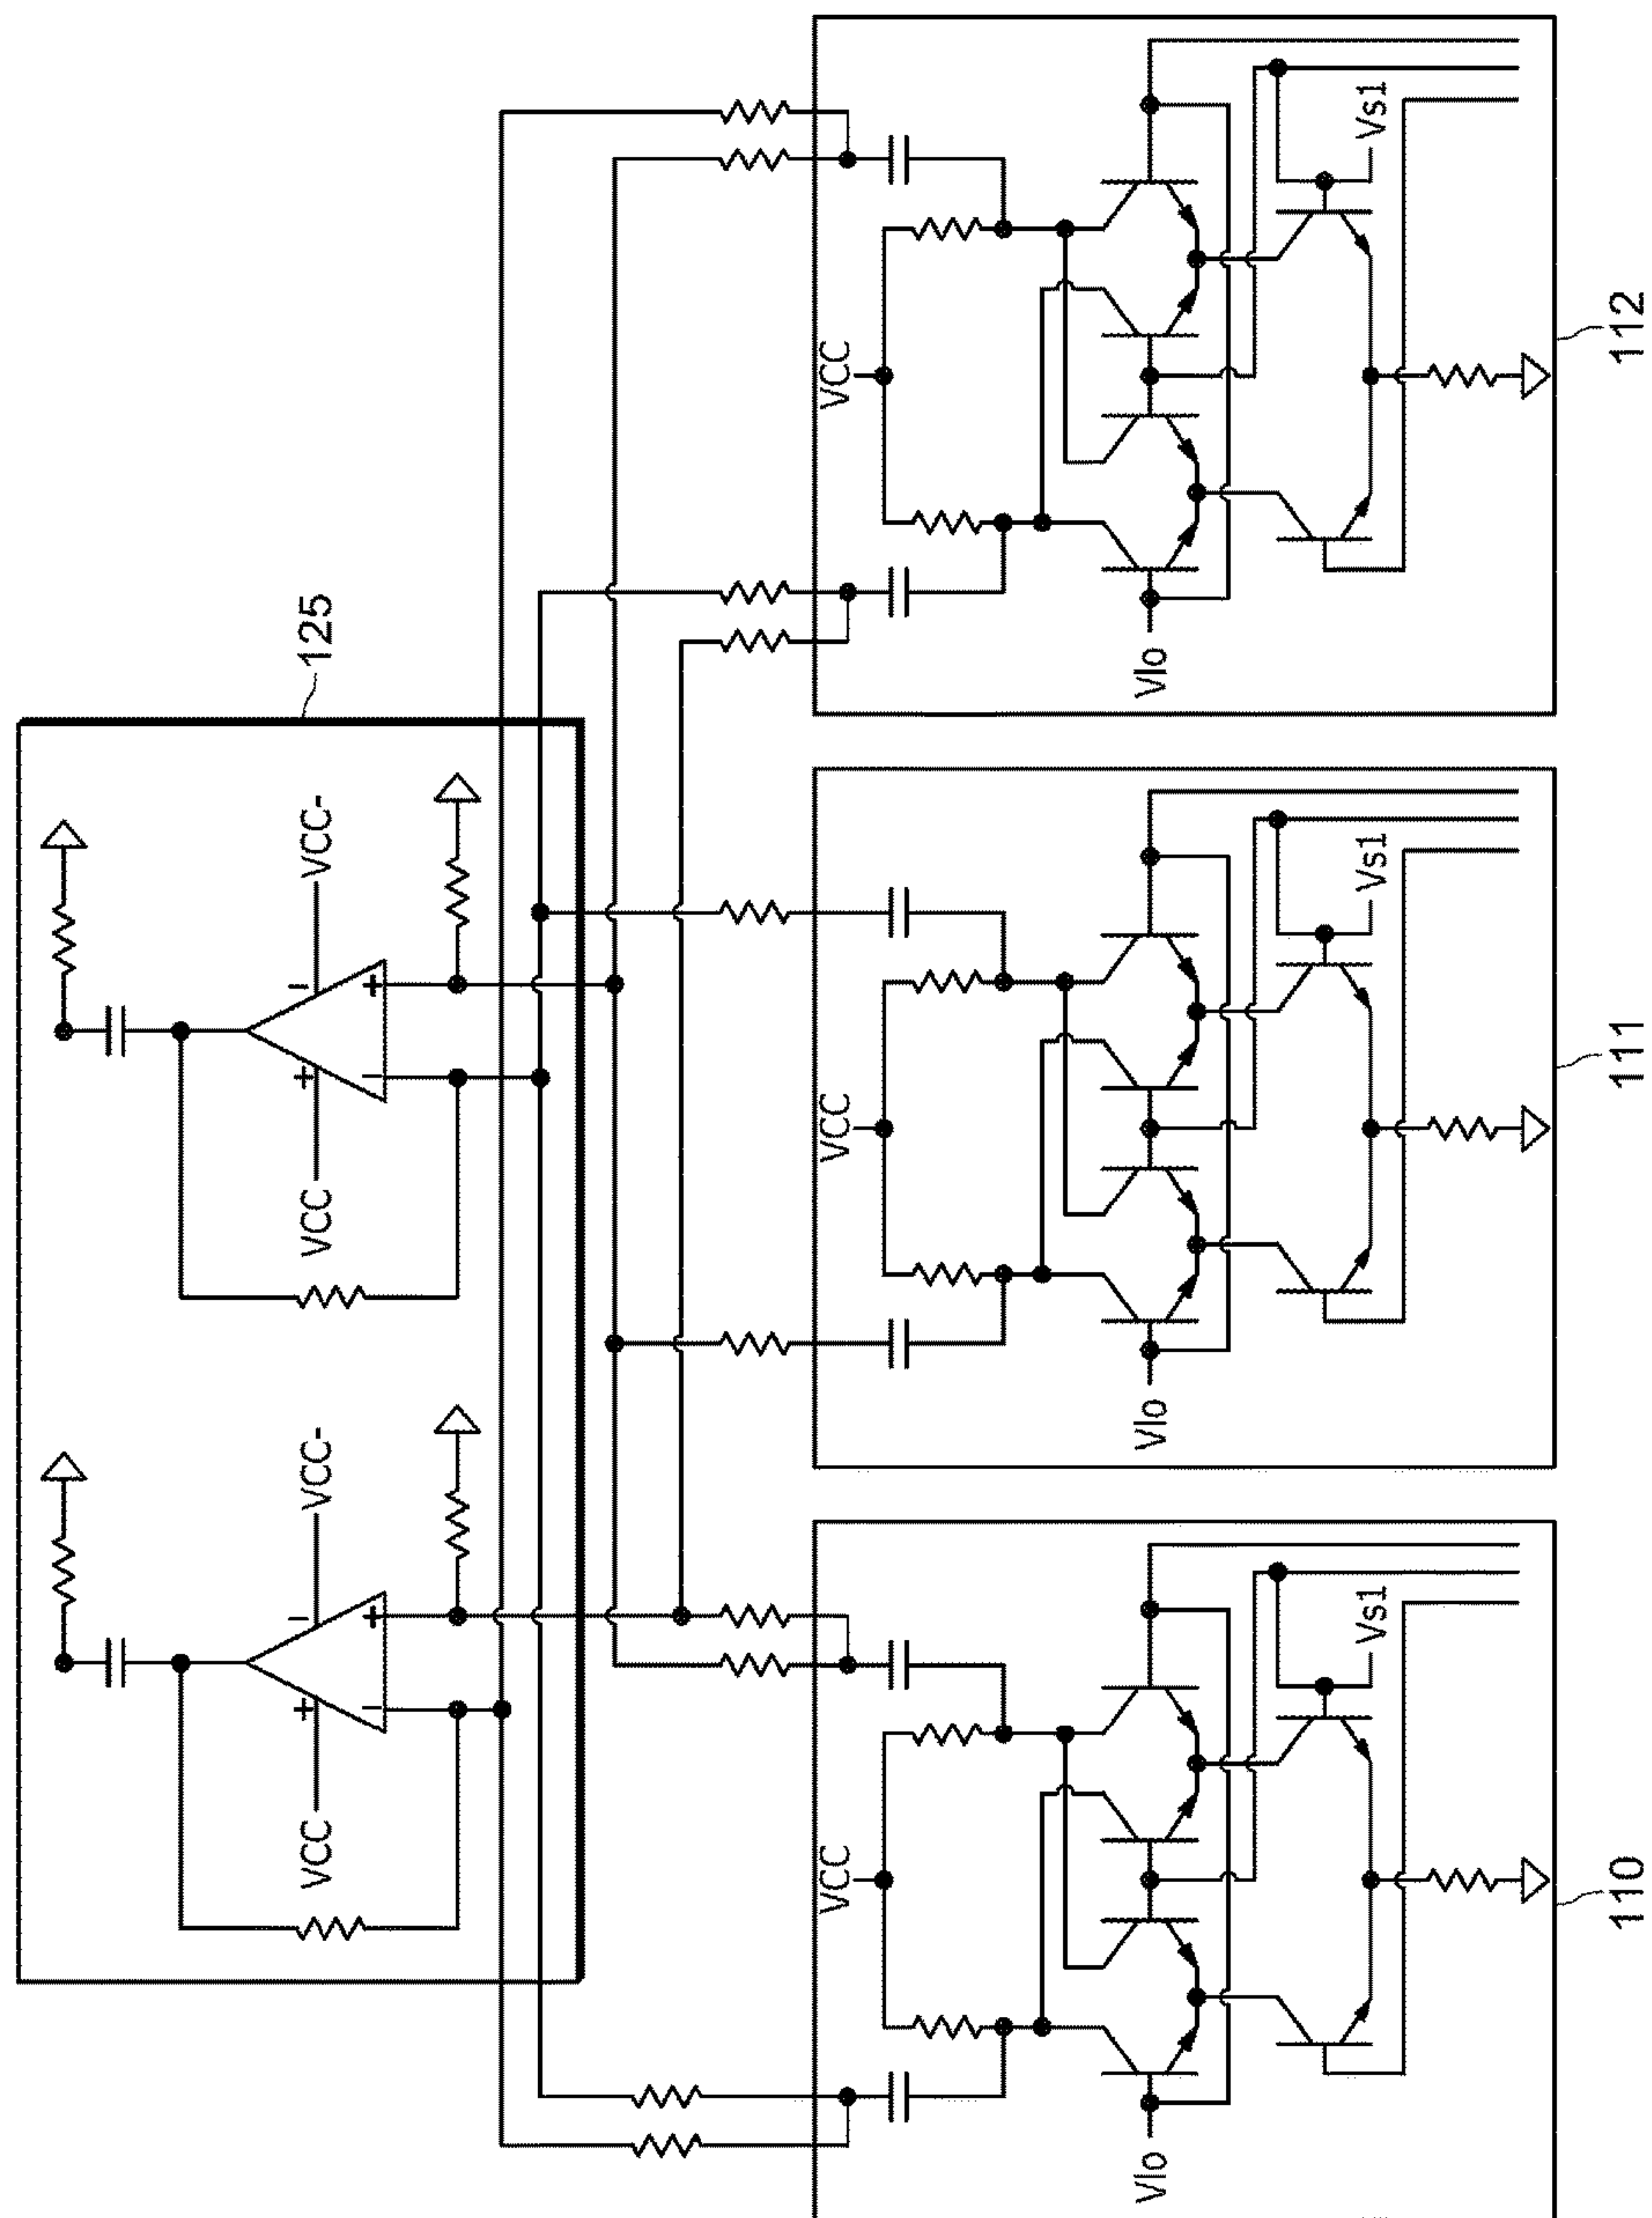 + − + −
VCC VCC- VCC VCC- 125
− + − +
VCC VCC VCC
Vlo Vlo Vlo
Vs1 Vs1 Vs1
110 111 112